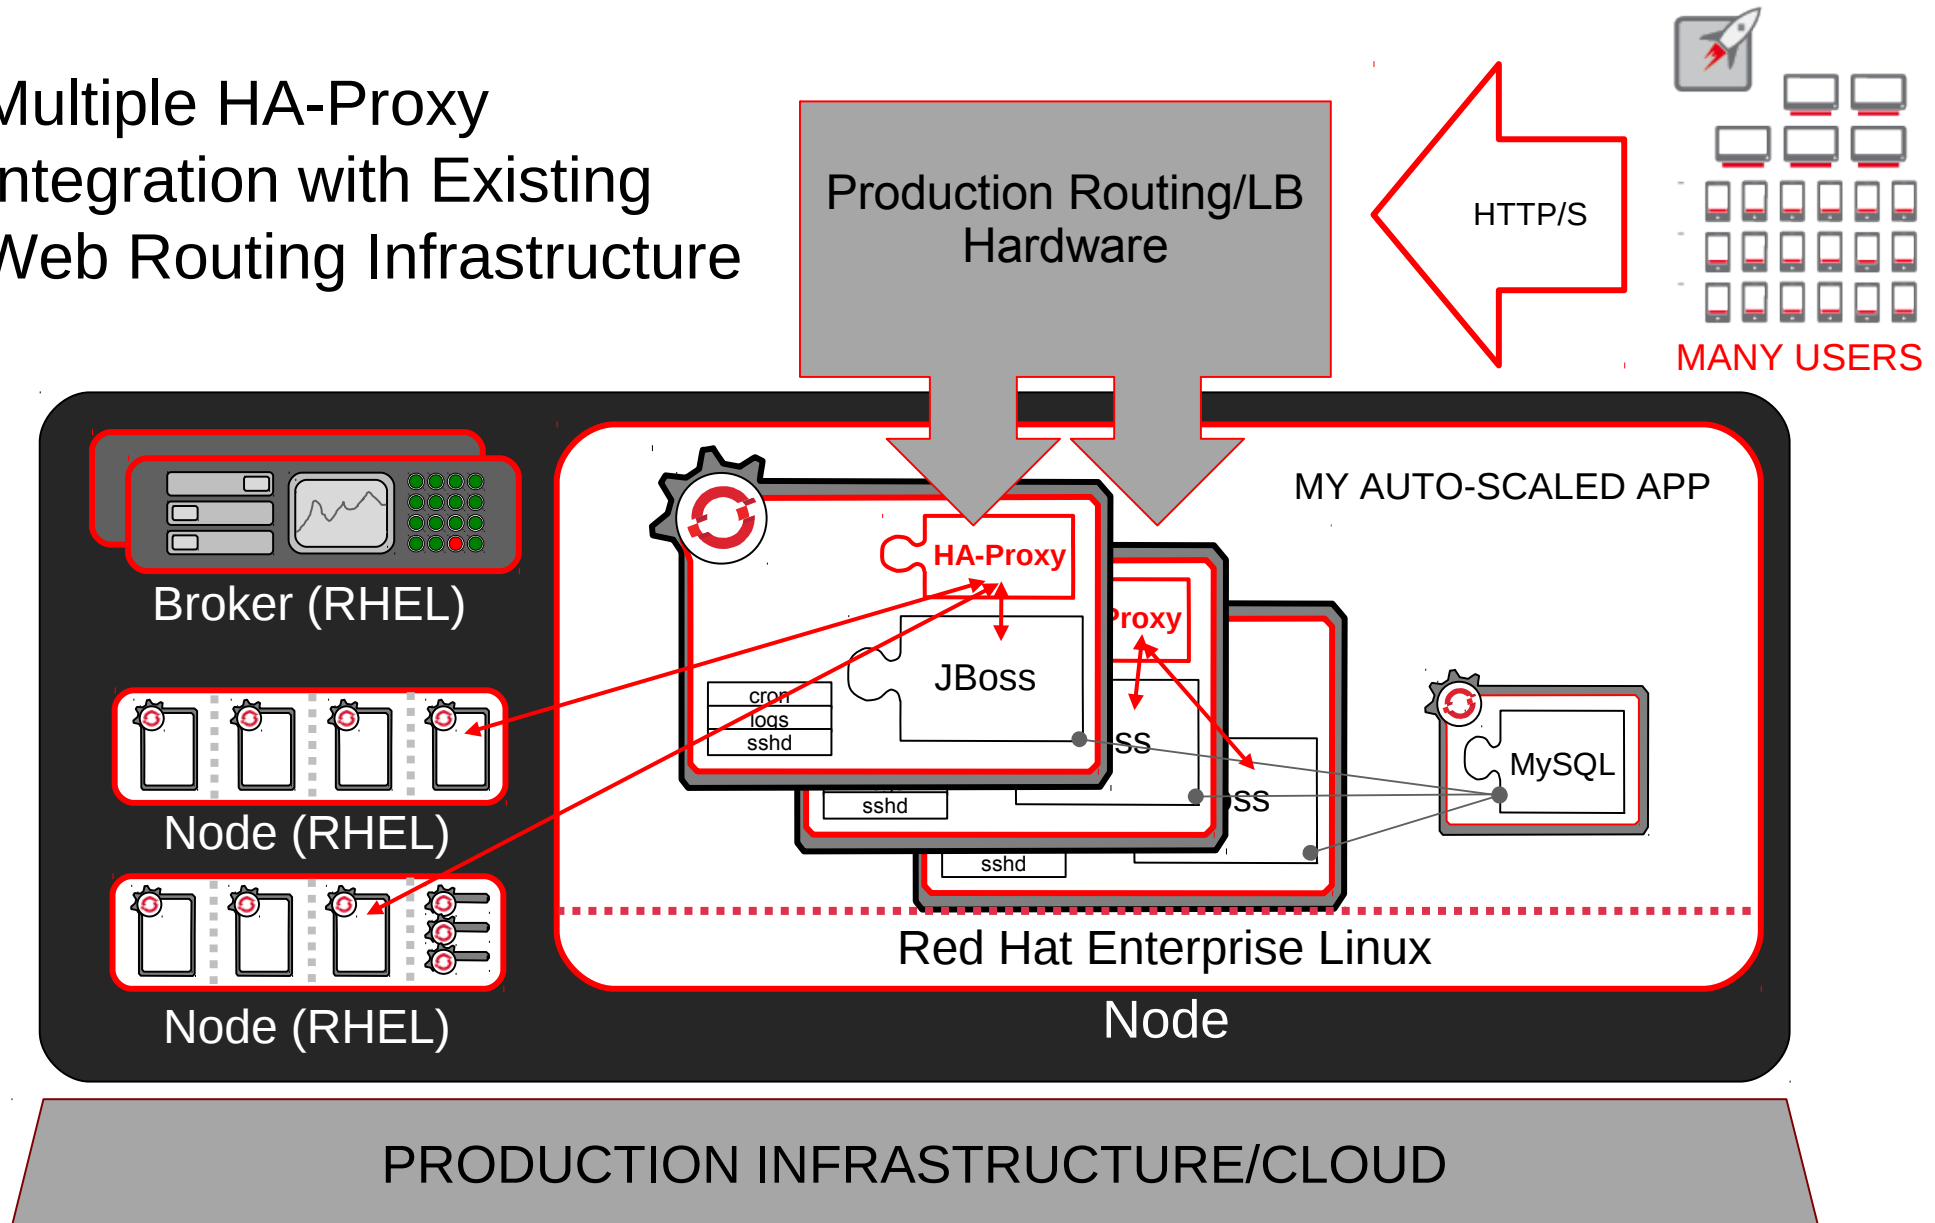 Multiple HA-Proxy
Integration with Existing
Web Routing Infrastructure
Production Routing/LB
Hardware
HTTP/S
MANY USERS
MY AUTO-SCALED APP
HA-Proxy
Proxy
JBoss
cron
logs
sshd
ss
sshd
ss
sshd
MySQL
Broker (RHEL)
Node (RHEL)
Node (RHEL)
Red Hat Enterprise Linux
Node
PRODUCTION INFRASTRUCTURE/CLOUD